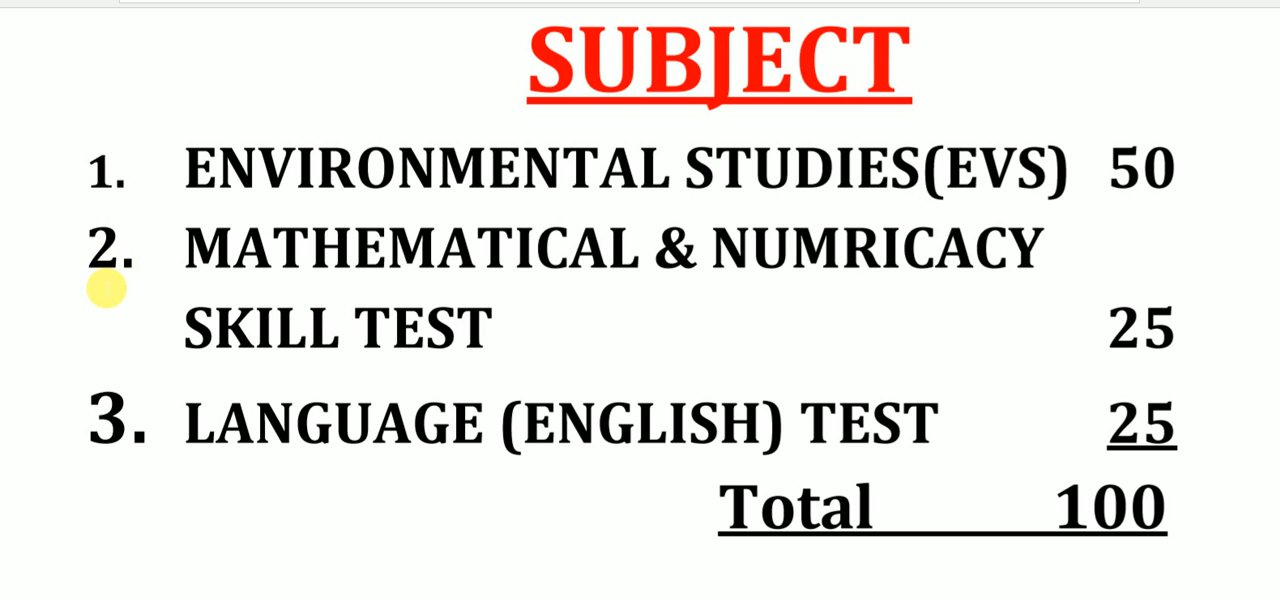 SUBJECT
1. ENVIRONMENTAL STUDIES(EVS) 50
2. MATHEMATICAL & NUMRICACY
SKILL TEST 25
3. LANGUAGE (ENGLISH) TEST 25
Total 100